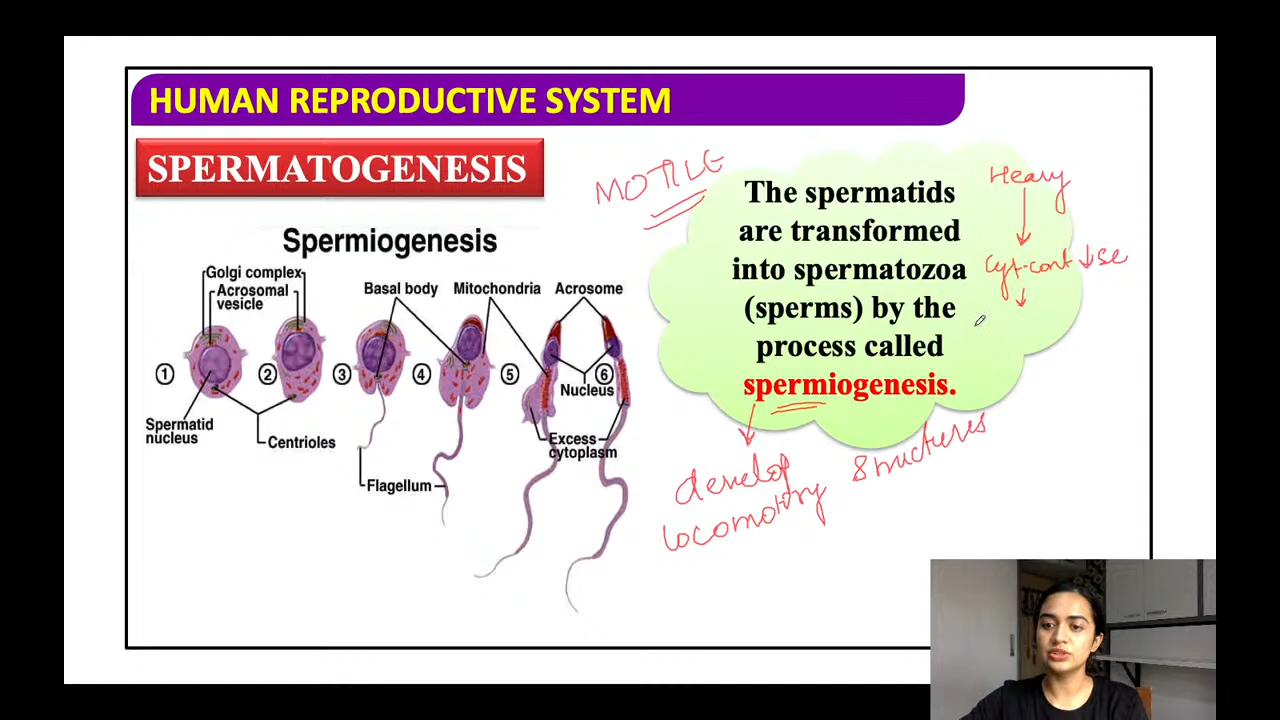 HUMAN REPRODUCTIVE SYSTEM
SPERMATOGENESIS
Spermiogenesis
Golgi complex
Acrosomal
vesicle
Basal body
Mitochondria
Acrosome
1
2
3
4
5
6
Spermatid
nucleus
Centrioles
Flagellum
Nucleus
Excess
cytoplasm
MOTILE
The spermatids
are transformed
into spermatozoa
(sperms) by the
process called
spermiogenesis.
Heavy
Cyt-cont ↓se
develop
locomotory structures